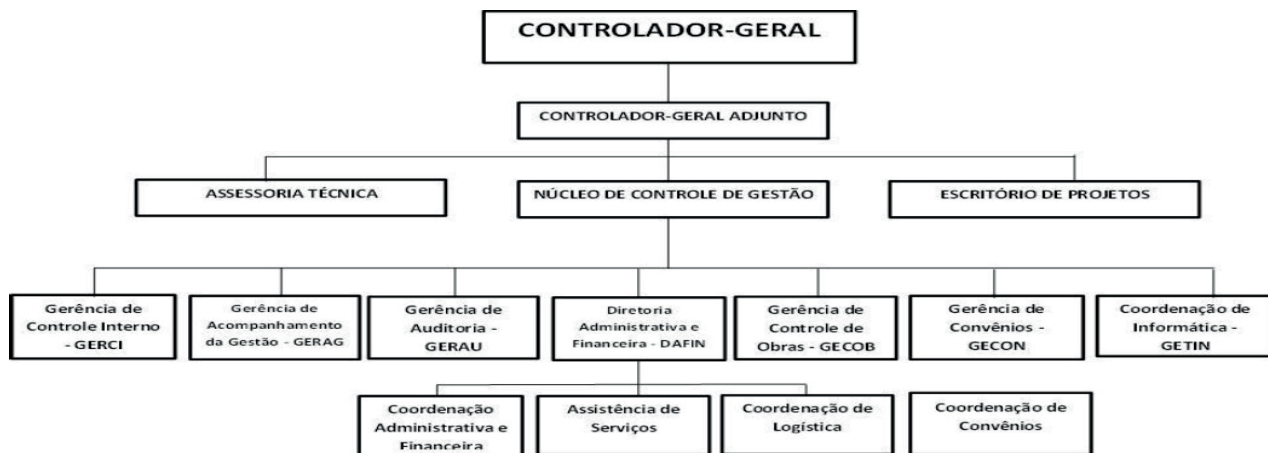 CONTROLADOR-GERAL
CONTROLADOR-GERAL ADJUNTO
ASSESSORIA TÉCNICA
NÚCLEO DE CONTROLE DE GESTÃO
ESCRITÓRIO DE PROJETOS
Gerência de
Controle Interno
- GERCI
Gerência de
Acompanhamento
da Gestão - GERAG
Gerência de
Auditoria -
GERAU
Diretoria
Administrativa e
Financeira - DAFIN
Gerência de
Controle de
Obras - GECOB
Gerência de
Convênios -
GECON
Coordenação de
Informática -
GETIN
Coordenação
Administrativa e
Financeira
Assistência de
Serviços
Coordenação de
Logística
Coordenação de
Convênios